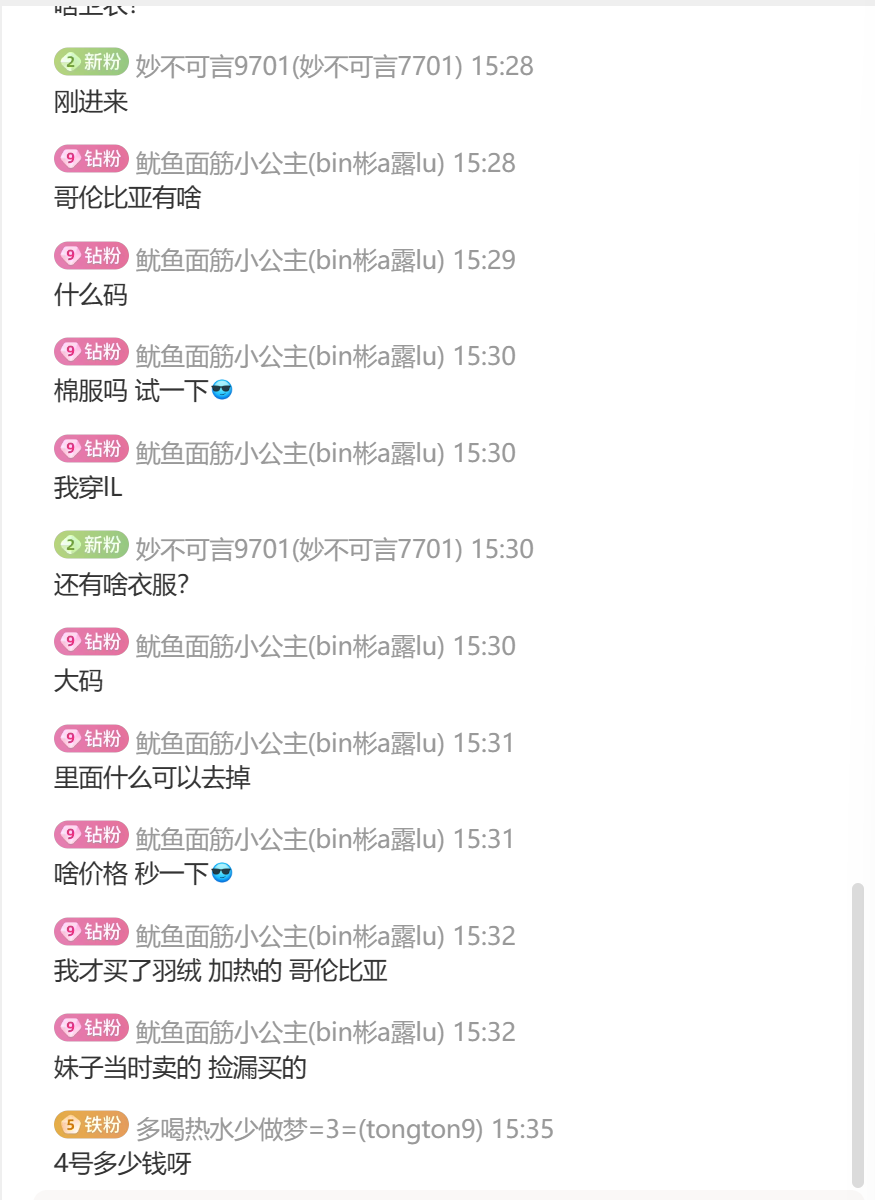 啥卫衣?
2 新粉 妙不可言9701(妙不可言7701) 15:28
刚进来
9 钻粉 鱿鱼面筋小公主(bin彬a露lu) 15:28
哥伦比亚有啥
9 钻粉 鱿鱼面筋小公主(bin彬a露lu) 15:29
什么码
9 钻粉 鱿鱼面筋小公主(bin彬a露lu) 15:30
棉服吗 试一下😎
9 钻粉 鱿鱼面筋小公主(bin彬a露lu) 15:30
我穿lL
2 新粉 妙不可言9701(妙不可言7701) 15:30
还有啥衣服?
9 钻粉 鱿鱼面筋小公主(bin彬a露lu) 15:30
大码
9 钻粉 鱿鱼面筋小公主(bin彬a露lu) 15:31
里面什么可以去掉
9 钻粉 鱿鱼面筋小公主(bin彬a露lu) 15:31
啥价格 秒一下😎
9 钻粉 鱿鱼面筋小公主(bin彬a露lu) 15:32
我才买了羽绒 加热的 哥伦比亚
9 钻粉 鱿鱼面筋小公主(bin彬a露lu) 15:32
妹子当时卖的 捡漏买的
5 铁粉 多喝热水少做梦=3=(tongton9) 15:35
4号多少钱呀